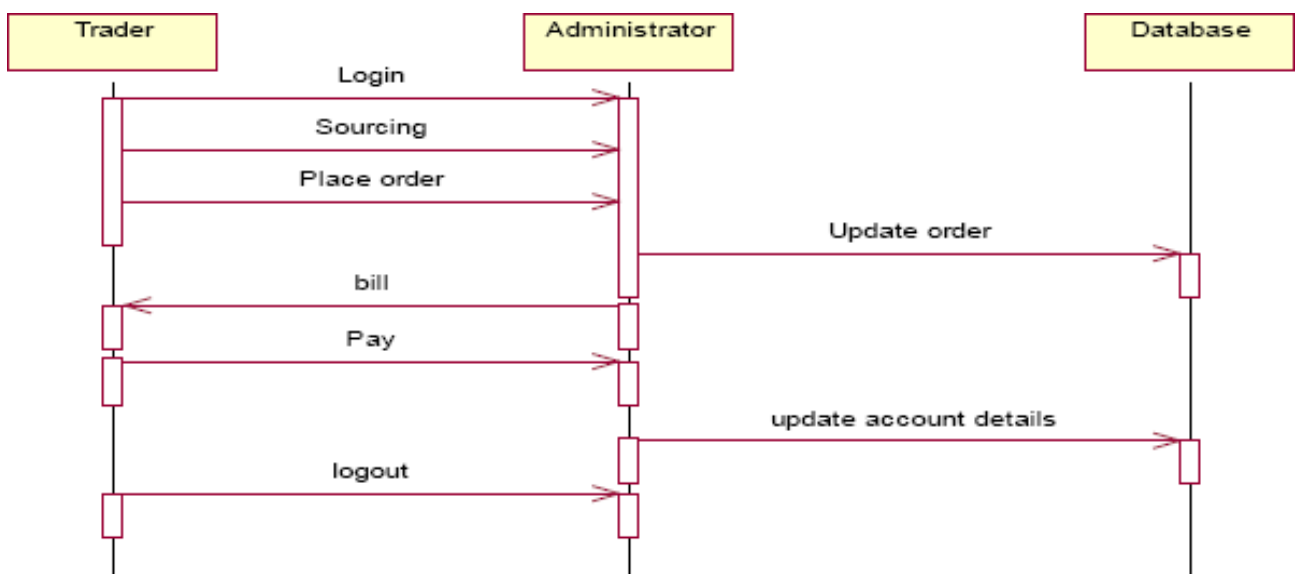 Trader
Administrator
Database
Login
Sourcing
Place order
Update order
bill
Pay
update account details
logout